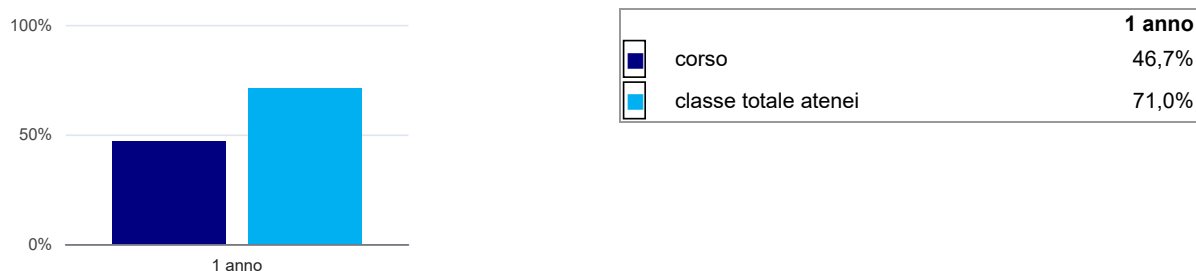 100%
50%
0%
1 anno
1 anno
corso 46,7%
classe totale atenei 71,0%